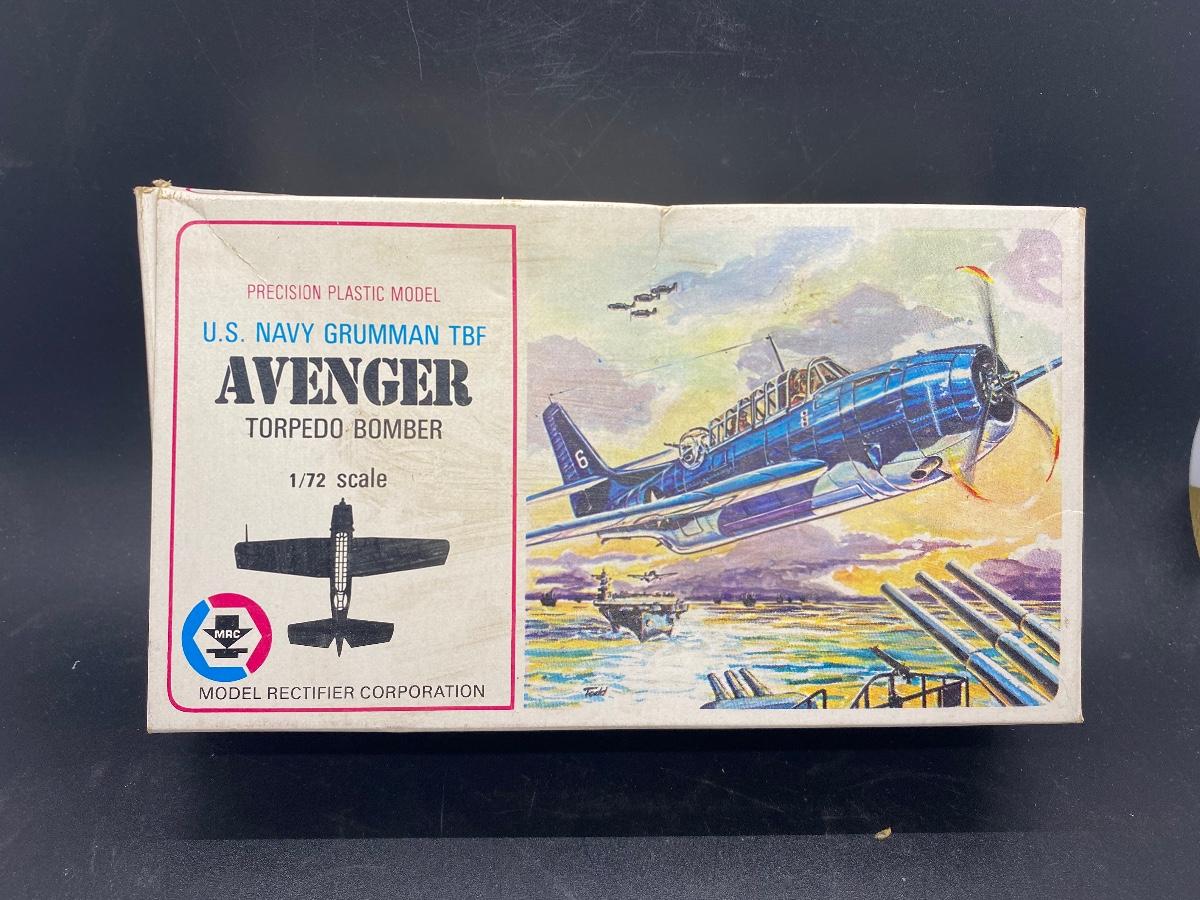 PRECISION PLASTIC MODEL
U.S. NAVY GRUMMAN TBF
AVENGER
TORPEDO BOMBER
1/72 scale
MRC
MODEL RECTIFIER CORPORATION
6
Todd